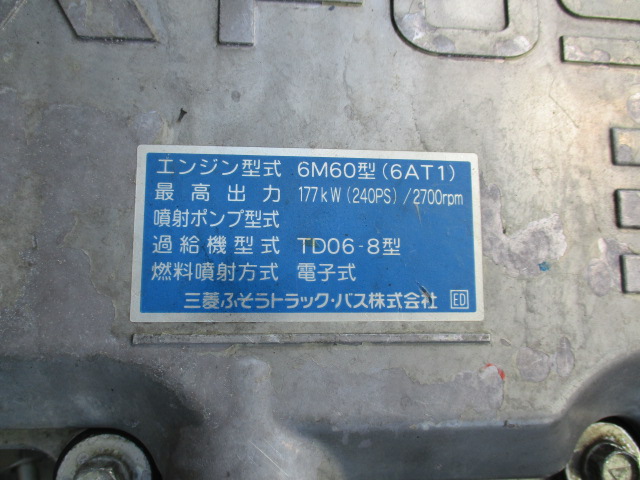 エンジン型式 6M60型(6AT1)
最高出力 177kW(240PS)/2700rpm
噴射ポンプ型式
過給機型式 TD06-8型
燃料噴射方式 電子式
三菱ふそうトラック・バス株式会社 ED